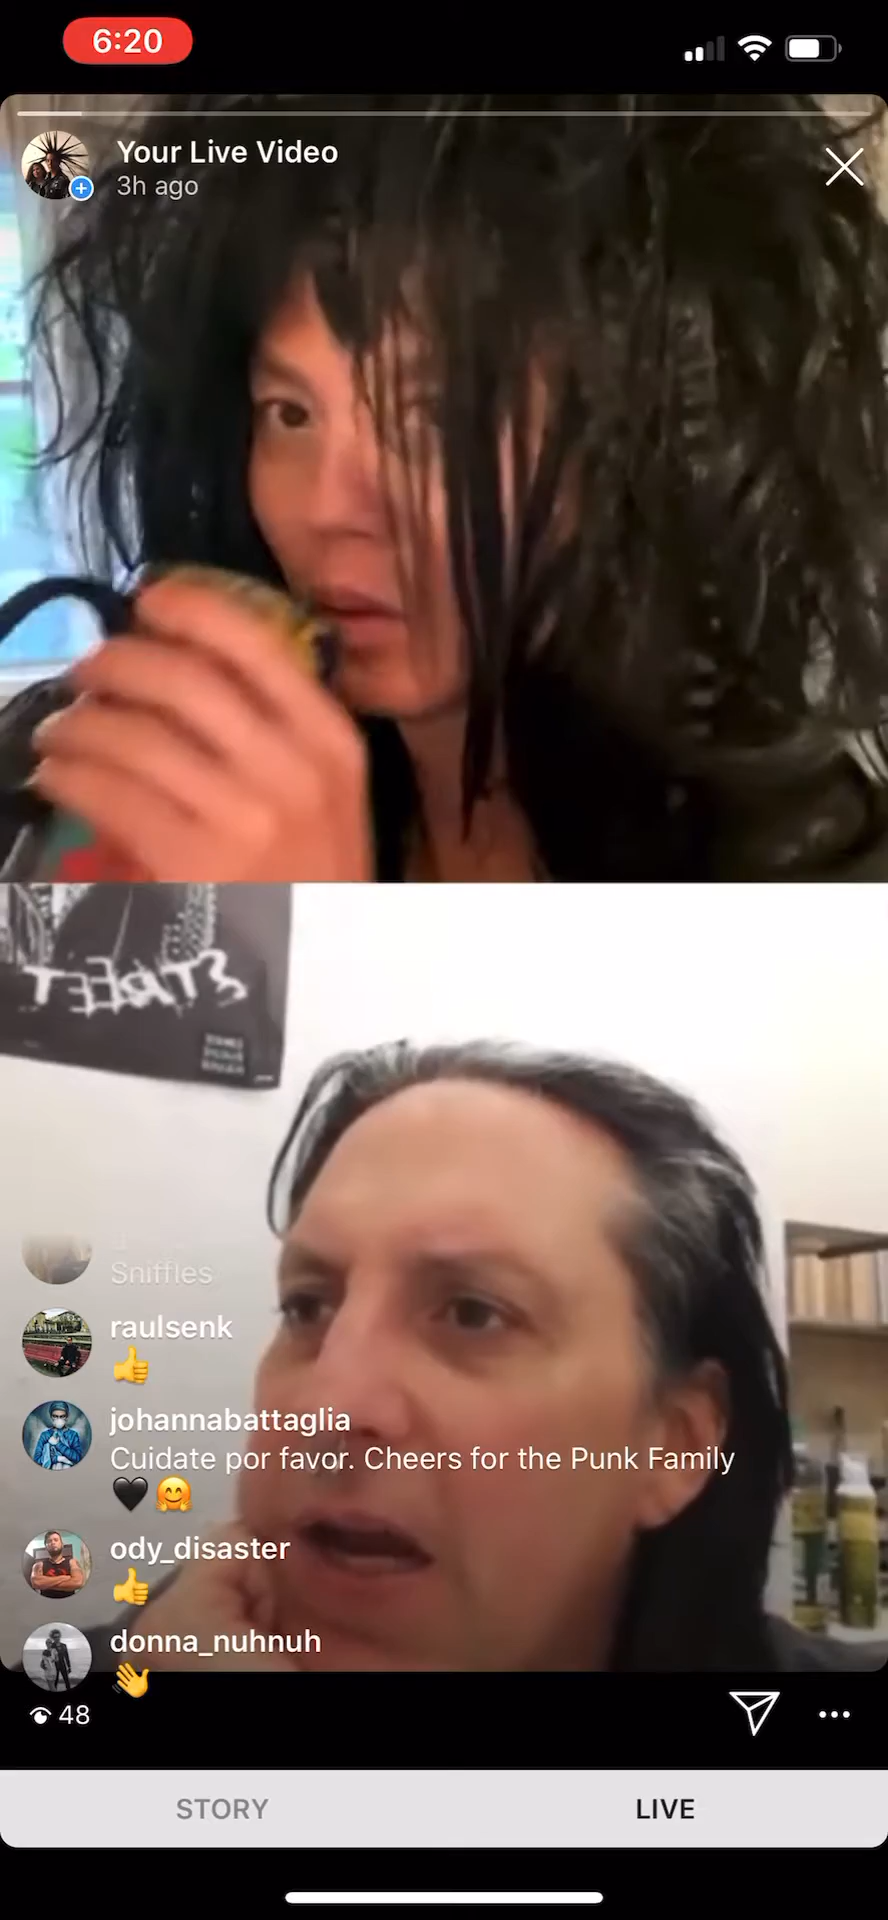 6:20
Your Live Video
3h ago
STREET
Sniffles
raulsenk
👍
johannabattaglia
Cuidate por favor. Cheers for the Punk Family
🖤🤗
ody_disaster
👍
donna_nuhnuh
👋
48
STORY
LIVE